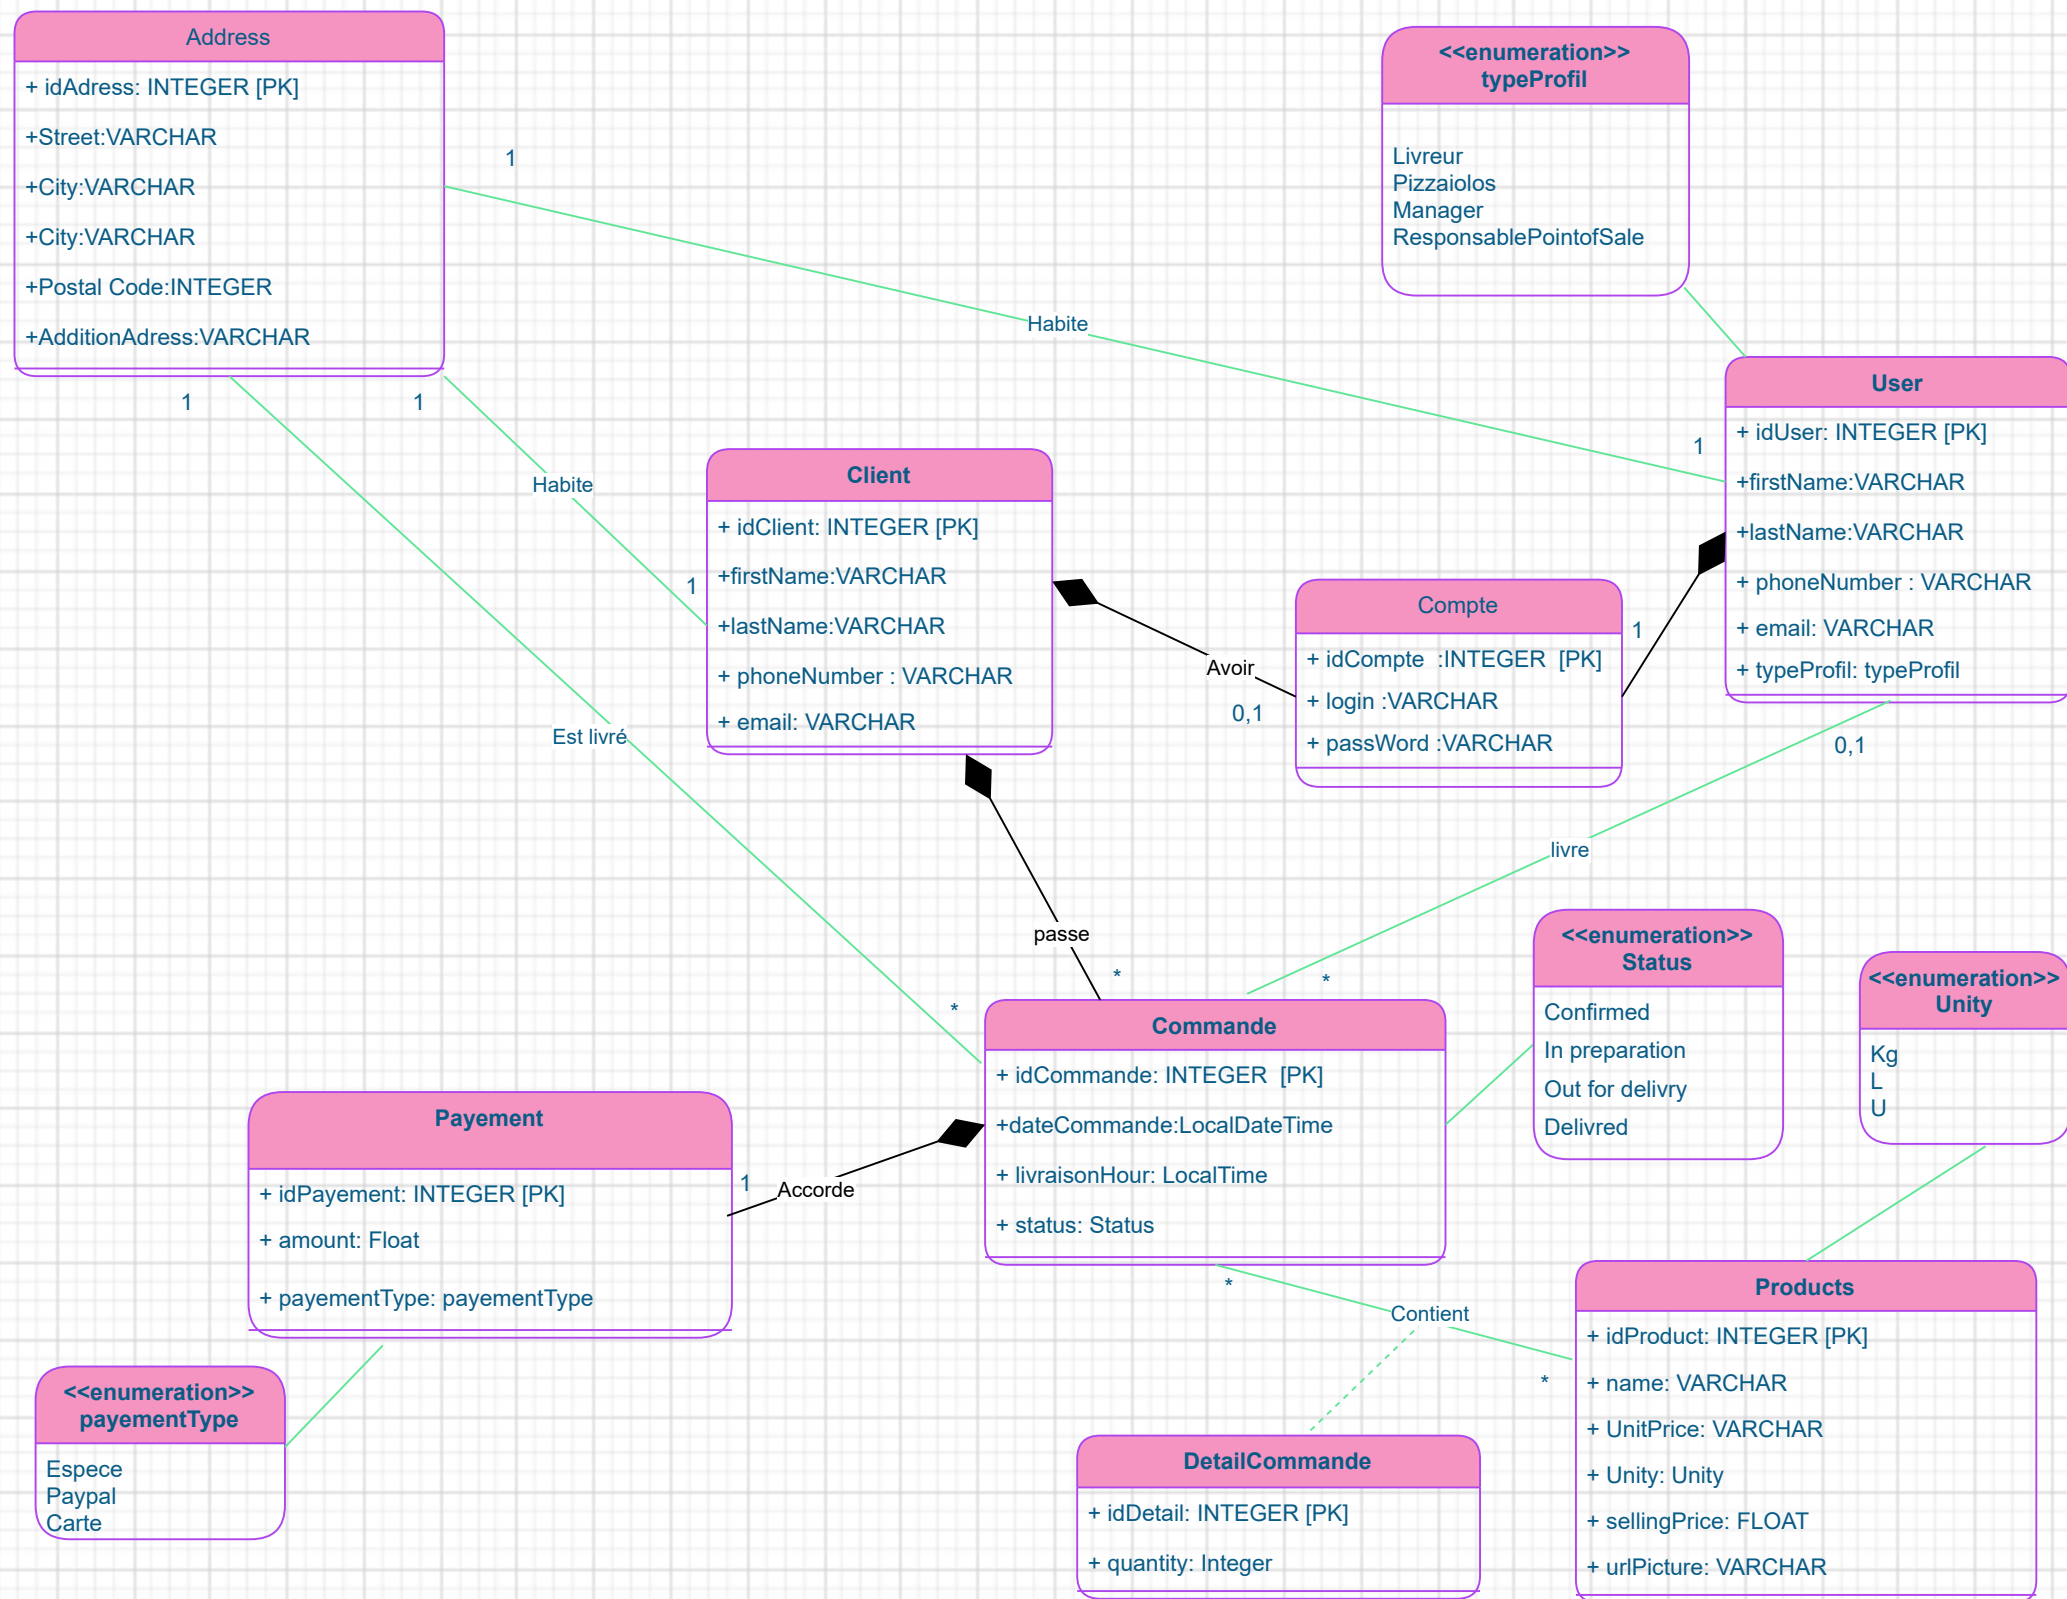 Address
+ idAdress: INTEGER [PK]
+Street:VARCHAR
+City:VARCHAR
+City:VARCHAR
+Postal Code:INTEGER
+AdditionAdress:VARCHAR
<<enumeration>>
typeProfil
Livreur
Pizzaiolos
Manager
ResponsablePointofSale
1
Habite
1
User
+ idUser: INTEGER [PK]
+firstName:VARCHAR
+lastName:VARCHAR
+ phoneNumber : VARCHAR
+ email: VARCHAR
+ typeProfil: typeProfil
1
1
Habite
1
Client
+ idClient: INTEGER [PK]
+firstName:VARCHAR
+lastName:VARCHAR
+ phoneNumber : VARCHAR
+ email: VARCHAR
Avoir
0,1
Compte
+ idCompte  :INTEGER  [PK]
+ login :VARCHAR
+ passWord :VARCHAR
1
0,1
Est livré
livre
passe
*
*
*
<<enumeration>>
Status
Confirmed
In preparation
Out for delivry
Delivred
<<enumeration>>
Unity
Kg
L
U
Commande
+ idCommande: INTEGER  [PK]
+dateCommande:LocalDateTime
+ livraisonHour: LocalTime
+ status: Status
Payement
+ idPayement: INTEGER [PK]
+ amount: Float
+ payementType: payementType
1
Accorde
*
Contient
*
Products
+ idProduct: INTEGER [PK]
+ name: VARCHAR
+ UnitPrice: VARCHAR
+ Unity: Unity
+ sellingPrice: FLOAT
+ urlPicture: VARCHAR
<<enumeration>>
payementType
Espece
Paypal
Carte
DetailCommande
+ idDetail: INTEGER [PK]
+ quantity: Integer